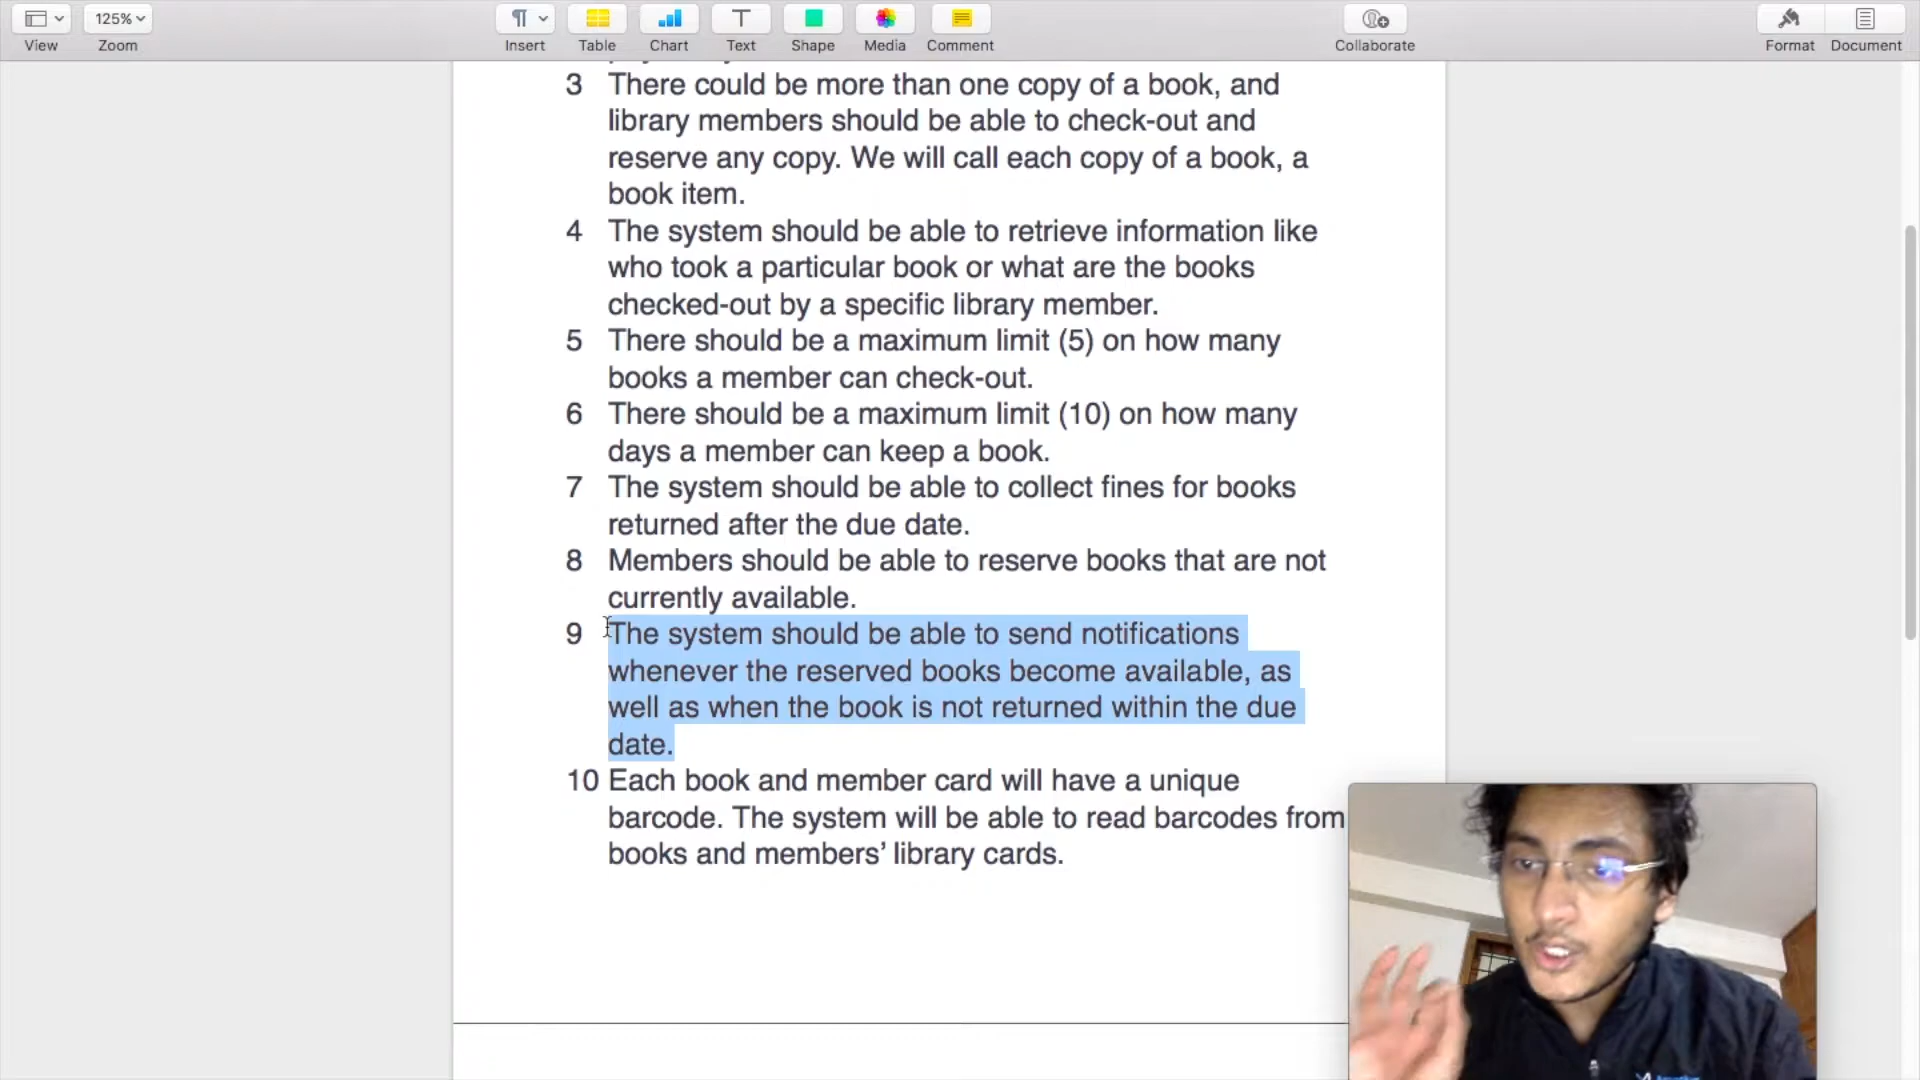 125%
View
Zoom
Insert
Table
Chart
Text
Shape
Media
Comment
Collaborate
Format
Document
3 There could be more than one copy of a book, and
library members should be able to check-out and
reserve any copy. We will call each copy of a book, a
book item.
4 The system should be able to retrieve information like
who took a particular book or what are the books
checked-out by a specific library member.
5 There should be a maximum limit (5) on how many
books a member can check-out.
6 There should be a maximum limit (10) on how many
days a member can keep a book.
7 The system should be able to collect fines for books
returned after the due date.
8 Members should be able to reserve books that are not
currently available.
9 The system should be able to send notifications
whenever the reserved books become available, as
well as when the book is not returned within the due
date.
10 Each book and member card will have a unique
barcode. The system will be able to read barcodes from
books and members’ library cards.